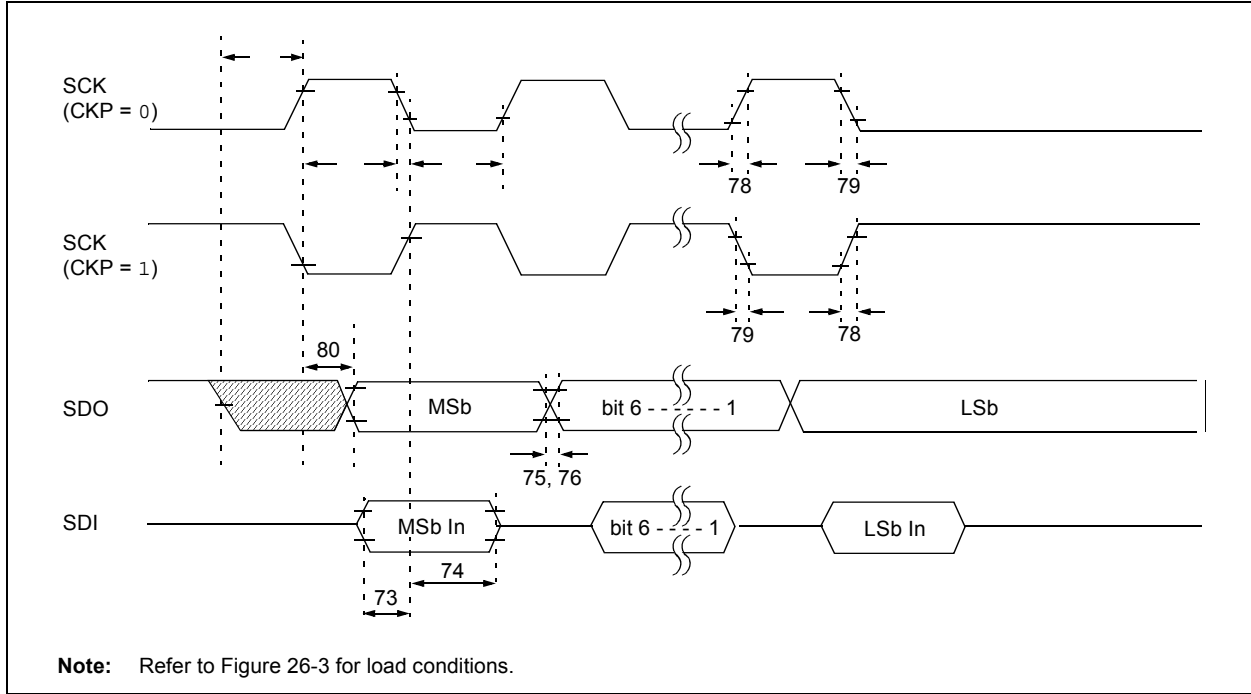 SCK
(CKP = 0)
78
79
SCK
(CKP = 1)
79
78
80
SDO
MSb
bit 6 - - - - - - 1
LSb
75, 76
SDI
MSb In
bit 6 - - - - 1
LSb In
74
73
Note: Refer to Figure 26-3 for load conditions.